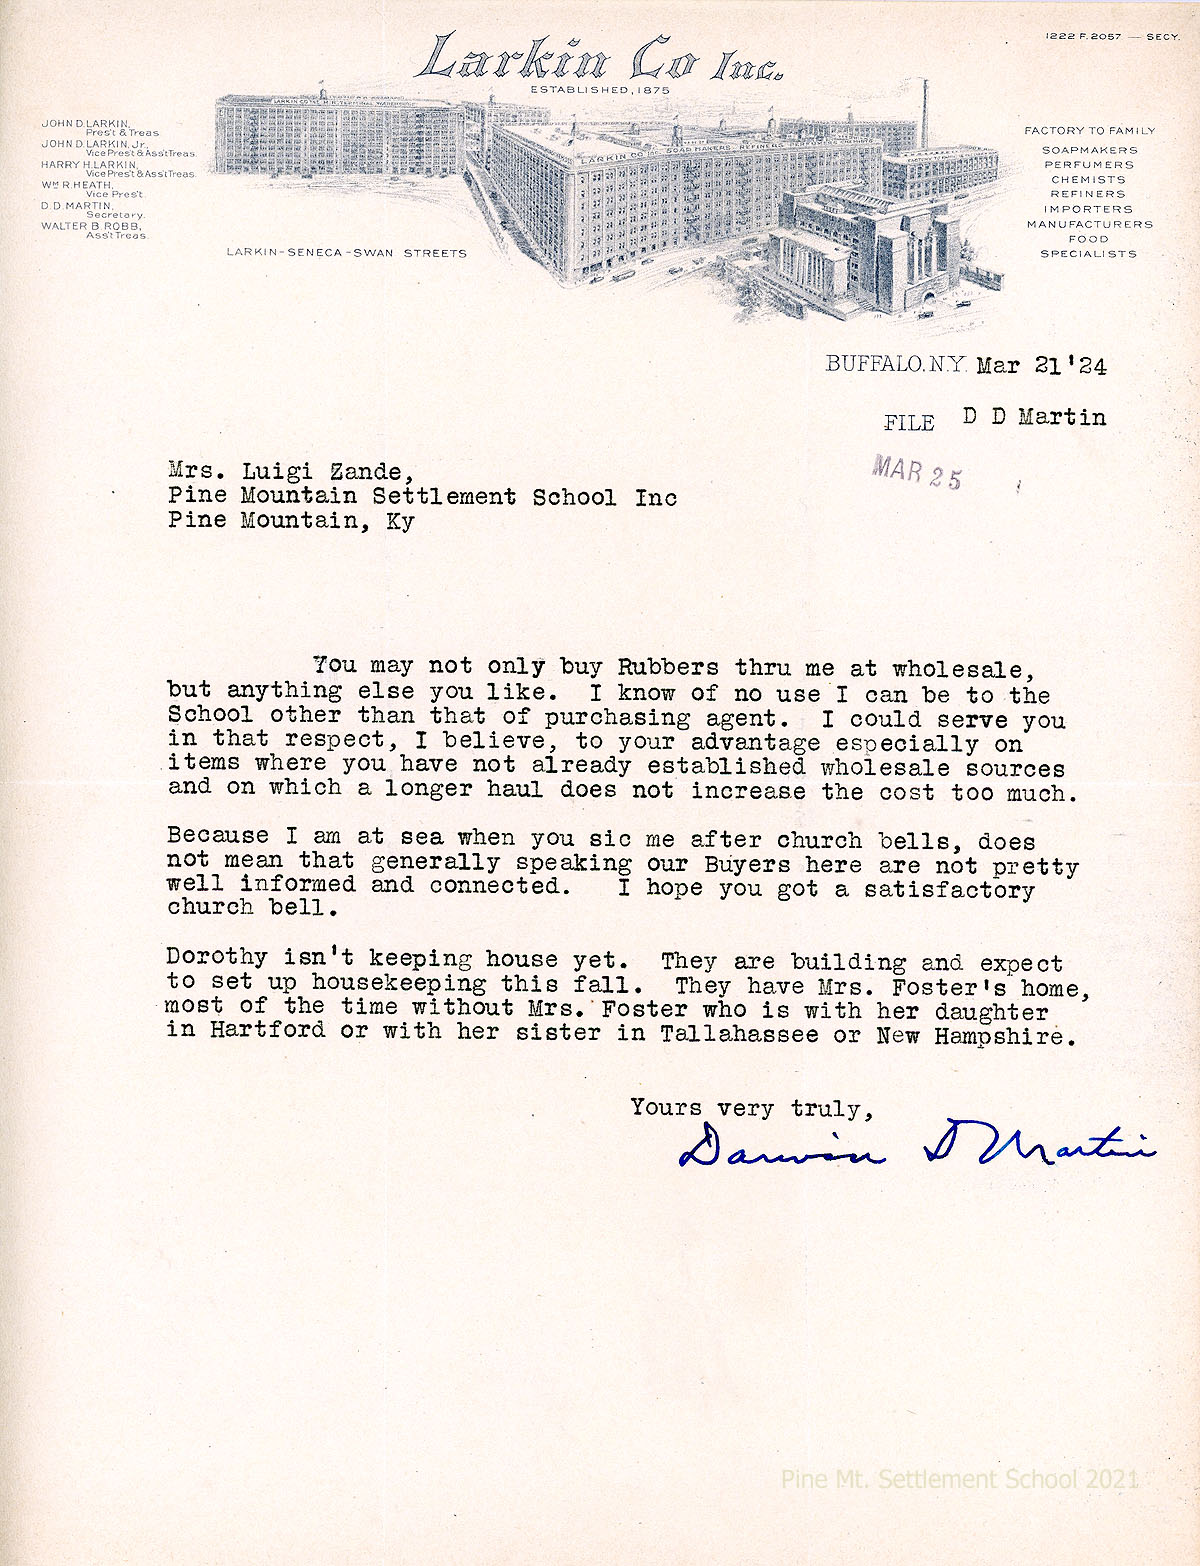 1222 F.2057 — SECY.
Larkin Co Inc.
ESTABLISHED, 1875
JOHN D. LARKIN,
Pres't & Treas.
JOHN D. LARKIN, Jr.,
Vice Pres't & Ass't Treas.
HARRY H. LARKIN,
Vice Pres't & Ass't Treas.
Wm R. HEATH,
Vice Pres't.
D. D. MARTIN,
Secretary.
WALTER B. ROBB,
Ass't Treas.
LARKIN-SENECA-SWAN STREETS
LARKIN CO
SOAP MAKERS. REFINERS
FACTORY TO FAMILY
SOAPMAKERS
PERFUMERS
CHEMISTS
REFINERS
IMPORTERS
MANUFACTURERS
FOOD
SPECIALISTS
BUFFALO, N.Y. Mar 21 '24
FILE D D Martin
MAR 25
Mrs. Luigi Zande,
Pine Mountain Settlement School Inc
Pine Mountain, Ky
You may not only buy Rubbers thru me at wholesale,
but anything else you like. I know of no use I can be to the
School other than that of purchasing agent. I could serve you
in that respect, I believe, to your advantage especially on
items where you have not already established wholesale sources
and on which a longer haul does not increase the cost too much.
Because I am at sea when you sic me after church bells, does
not mean that generally speaking our Buyers here are not pretty
well informed and connected. I hope you got a satisfactory
church bell.
Dorothy isn't keeping house yet. They are building and expect
to set up housekeeping this fall. They have Mrs. Foster's home,
most of the time without Mrs. Foster who is with her daughter
in Hartford or with her sister in Tallahassee or New Hampshire.
Yours very truly,
Darwin D Martin
Pine Mt. Settlement School 2021